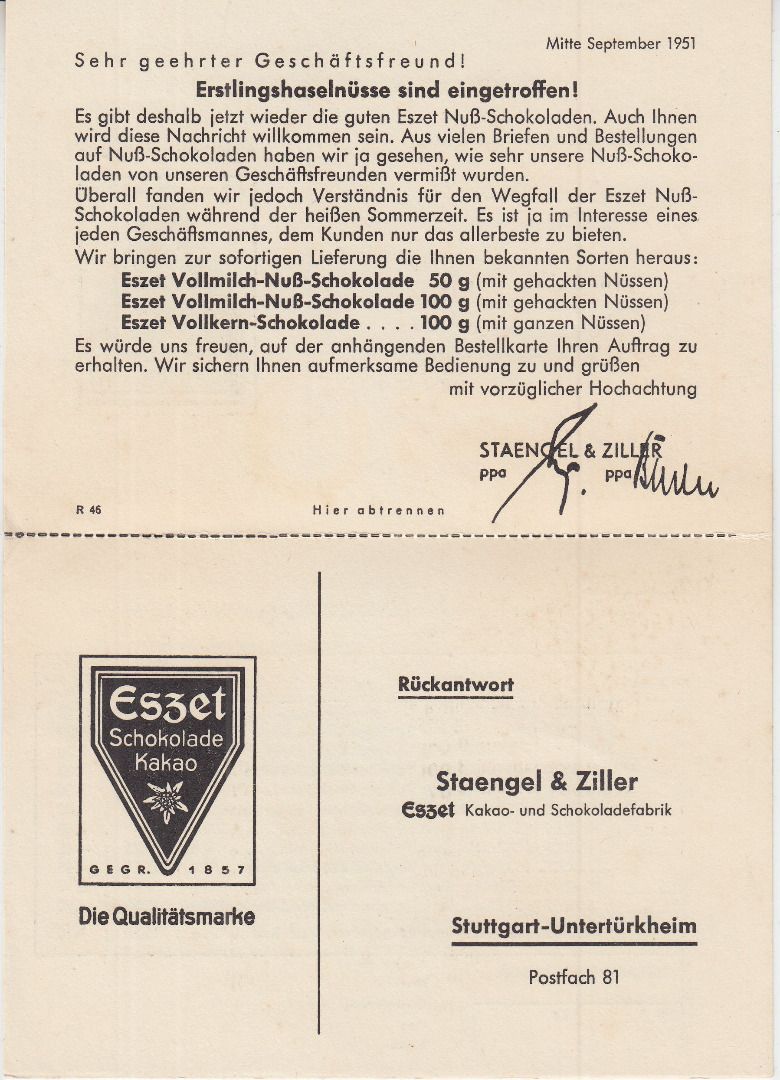 Mitte September 1951
Sehr geehrter Geschäftsfreund!
Erstlingshaselnüsse sind eingetroffen!
Es gibt deshalb jetzt wieder die guten Eszet Nuß-Schokoladen. Auch Ihnen
wird diese Nachricht willkommen sein. Aus vielen Briefen und Bestellungen
auf Nuß-Schokoladen haben wir ja gesehen, wie sehr unsere Nuß-Schoko-
laden von unseren Geschäftsfreunden vermißt wurden.
Überall fanden wir jedoch Verständnis für den Wegfall der Eszet Nuß-
Schokoladen während der heißen Sommerzeit. Es ist ja im Interesse eines
jeden Geschäftsmannes, dem Kunden nur das allerbeste zu bieten.
Wir bringen zur sofortigen Lieferung die Ihnen bekannten Sorten heraus:
Eszet Vollmilch-Nuß-Schokolade 50 g (mit gehackten Nüssen)
Eszet Vollmilch-Nuß-Schokolade 100 g (mit gehackten Nüssen)
Eszet Vollkern-Schokolade . . . . 100 g (mit ganzen Nüssen)
Es würde uns freuen, auf der anhängenden Bestellkarte Ihren Auftrag zu
erhalten. Wir sichern Ihnen aufmerksame Bedienung zu und grüßen
mit vorzüglicher Hochachtung
STAENGEL & ZILLER
ppa ppa
R 46 Hier abtrennen
Eszet
Schokolade
Kakao
GEGR. 1857
Die Qualitätsmarke
Rückantwort
Staengel & Ziller
Eszet Kakao- und Schokoladefabrik
Stuttgart-Untertürkheim
Postfach 81